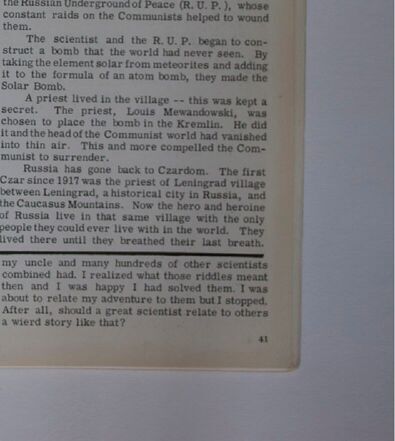 the Russian Underground of Peace (R. U. P.), whose
constant raids on the Communists helped to wound
them.
The scientist and the R. U. P. began to con-
struct a bomb that the world had never seen. By
taking the element solar from meteorites and adding
it to the formula of an atom bomb, they made the
Solar Bomb.
A priest lived in the village -- this was kept a
secret. The priest, Louis Mewandowski, was
chosen to place the bomb in the Kremlin. He did
it and the head of the Communist world had vanished
into thin air. This and more compelled the Com-
munist to surrender.
Russia has gone back to Czardom. The first
Czar since 1917 was the priest of Leningrad village
between Leningrad, a historical city in Russia, and
the Caucasus Mountains. Now the hero and heroine
of Russia live in that same village with the only
people they could ever live with in the world. They
lived there until they breathed their last breath.
my uncle and many hundreds of other scientists
combined had. I realized what those riddles meant
then and I was happy I had solved them. I was
about to relate my adventure to them but I stopped.
After all, should a great scientist relate to others
a wierd story like that?
41